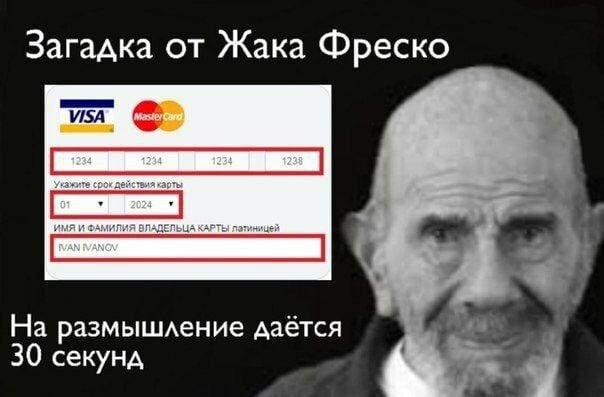 Загадка от Жака Фреско
VISA MasterCard
1234 1234 1234 1238
Укажите срок действия карты
01 2024
ИМЯ И ФАМИЛИЯ ВЛАДЕЛЬЦА КАРТЫ латиницей
IVAN IVANOV
На размышление даётся
30 секунд